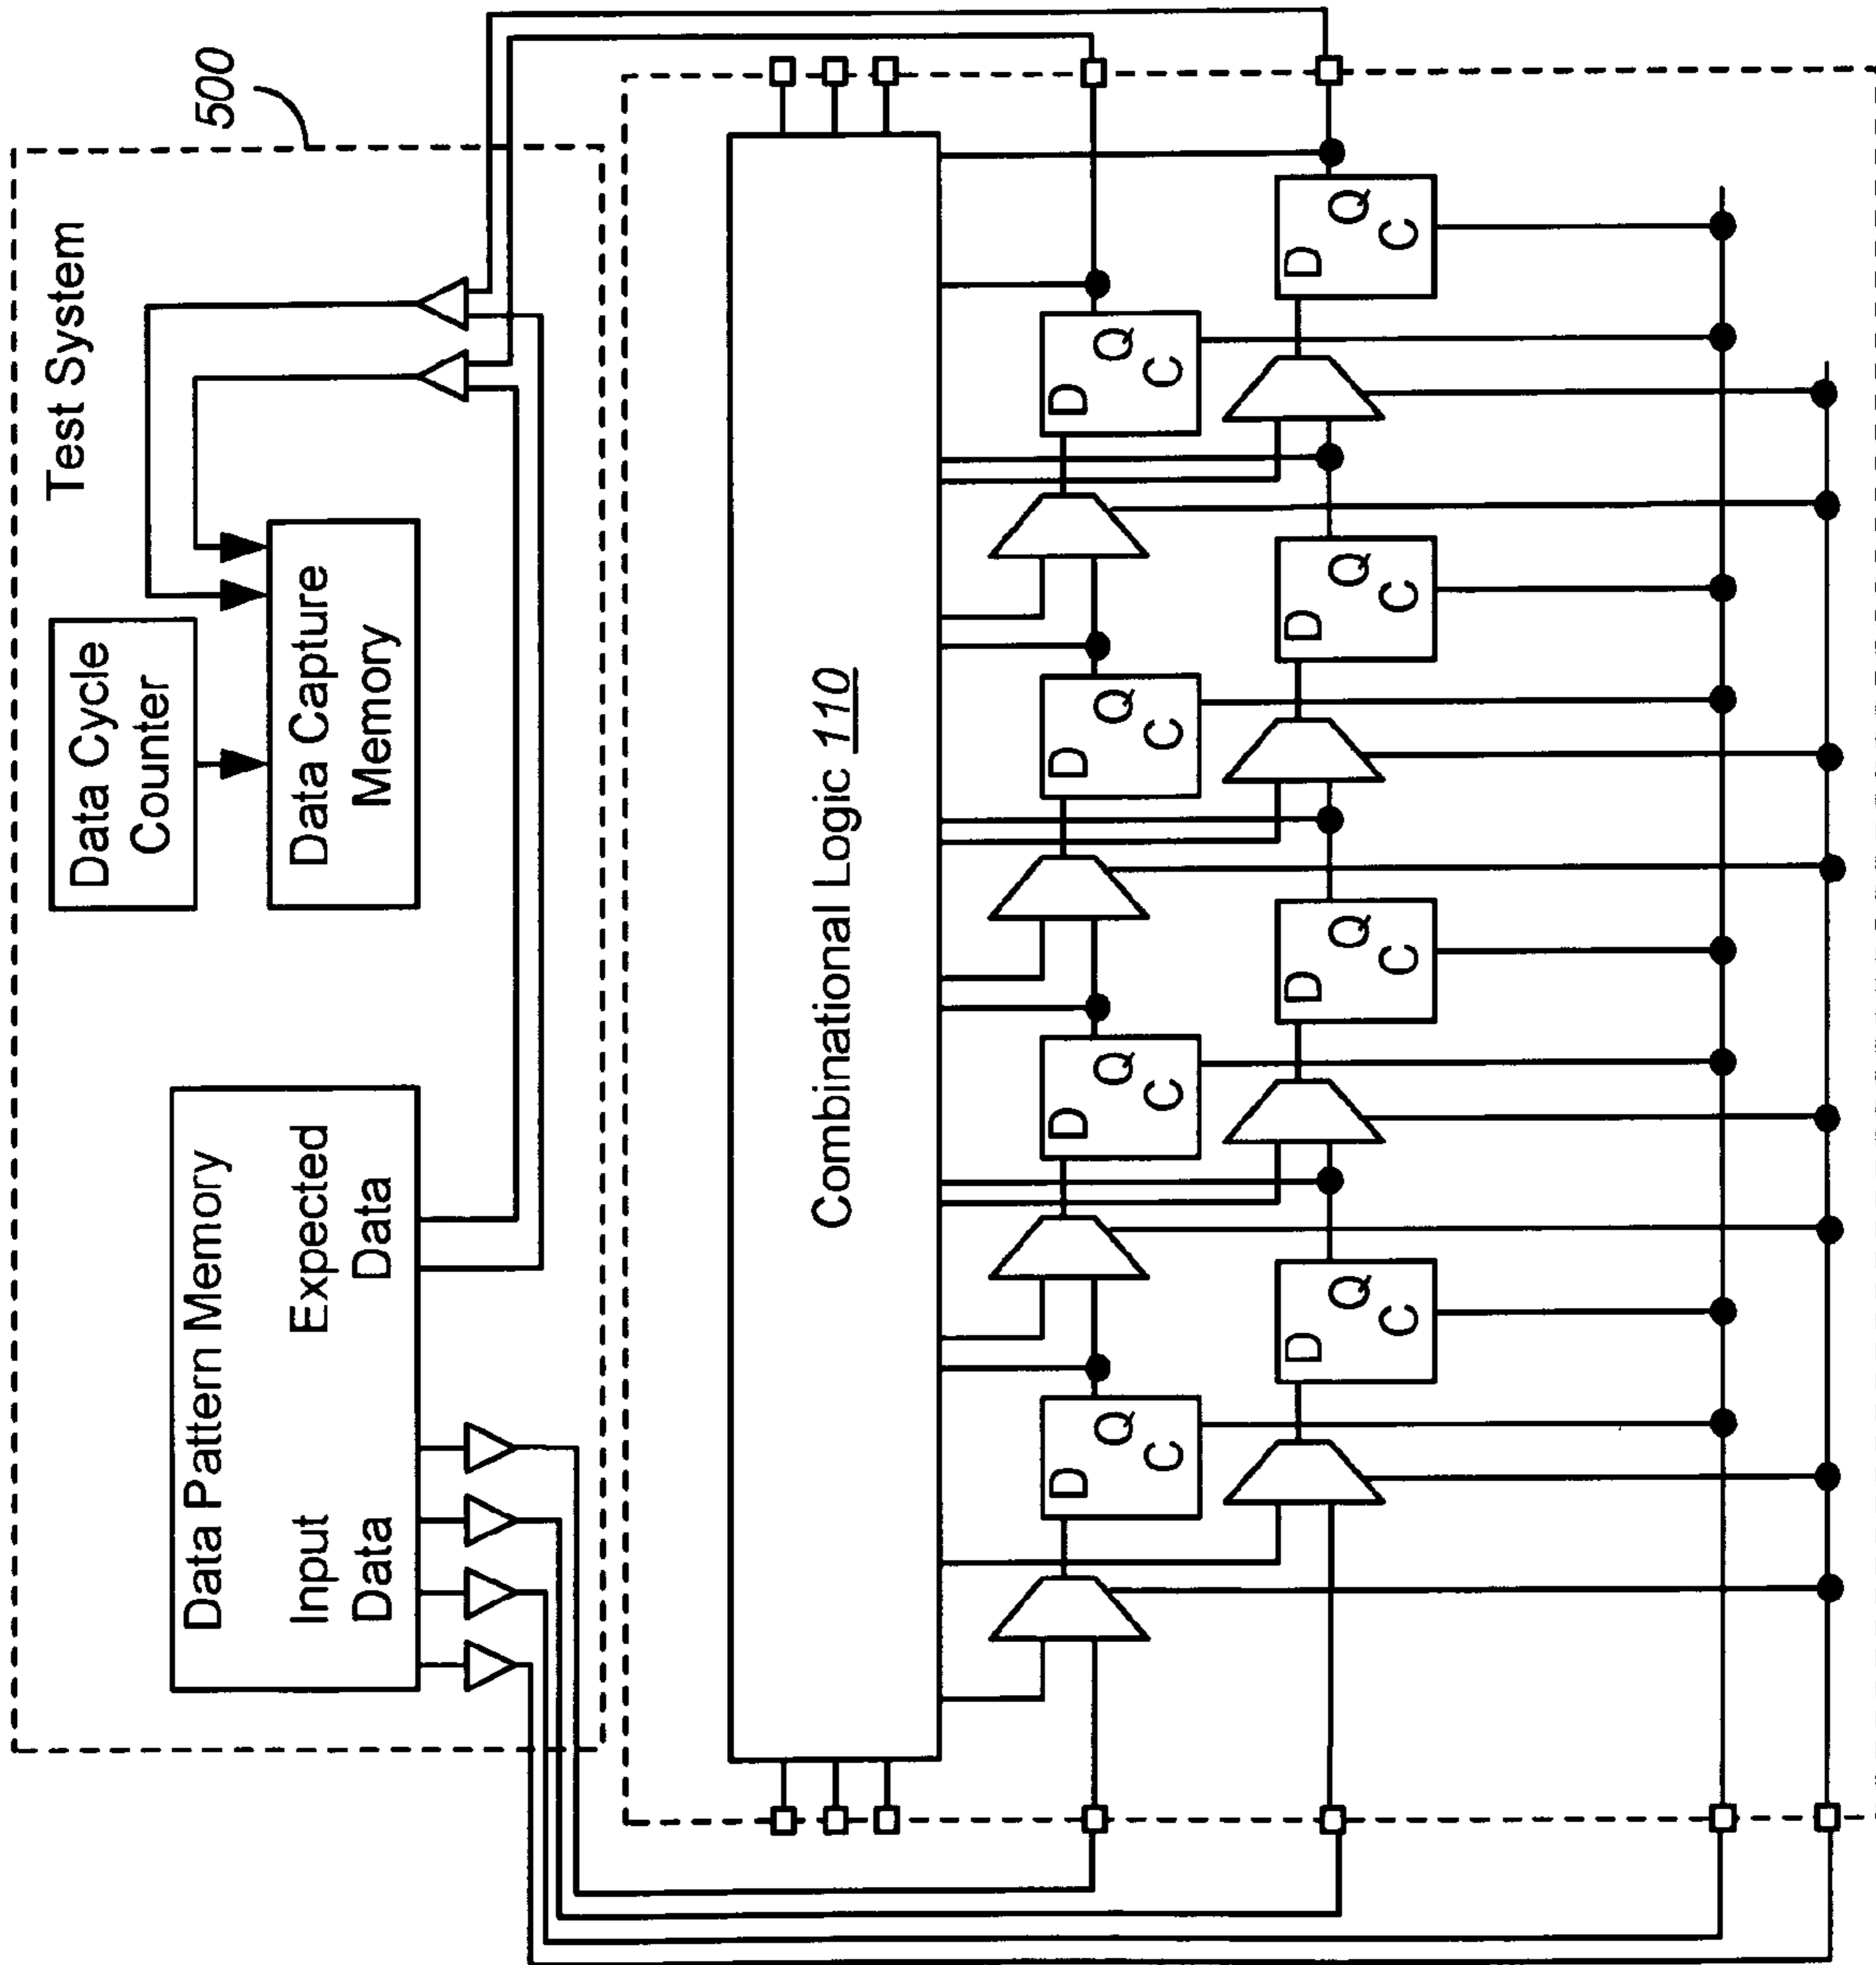 500
Test System
Data Pattern Memory
Input
Data
Expected
Data
Data Cycle
Counter
Data Capture
Memory
Combinational Logic 110
D
Q
C
D
Q
C
D
Q
C
D
Q
C
D
Q
C
D
Q
C
D
Q
C
D
Q
C